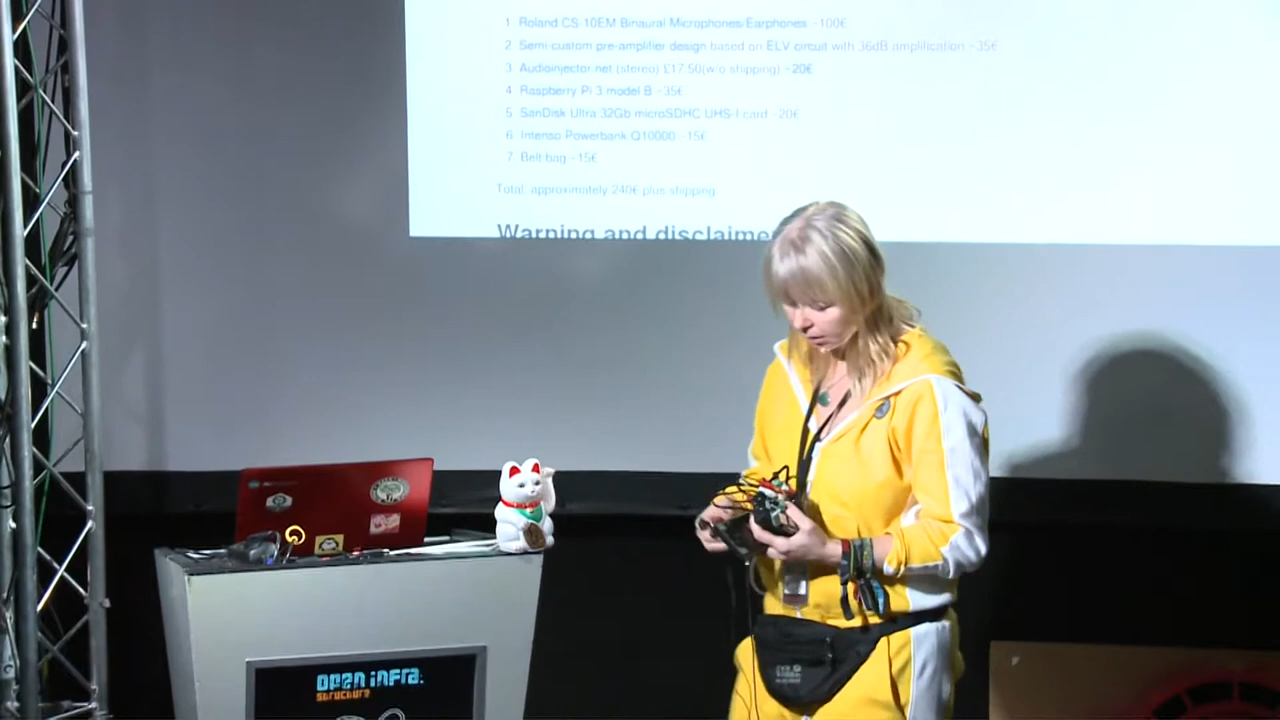 1. Roland CS-10EM Binaural Microphones/Earphones ~100€
2. Semi-custom pre-amplifier design based on ELV circuit with 36dB amplification ~35€
3. Audioinjector.net (stereo) £17.50(w/o shipping) ~20€
4. Raspberry Pi 3 model B ~35€
5. SanDisk Ultra 32Gb microSDHC UHS-I card ~20€
6. Intenso Powerbank Q10000 ~15€
7. Belt bag ~15€
Total: approximately 240€ plus shipping.
Warning and disclaimer
open infra:
structure